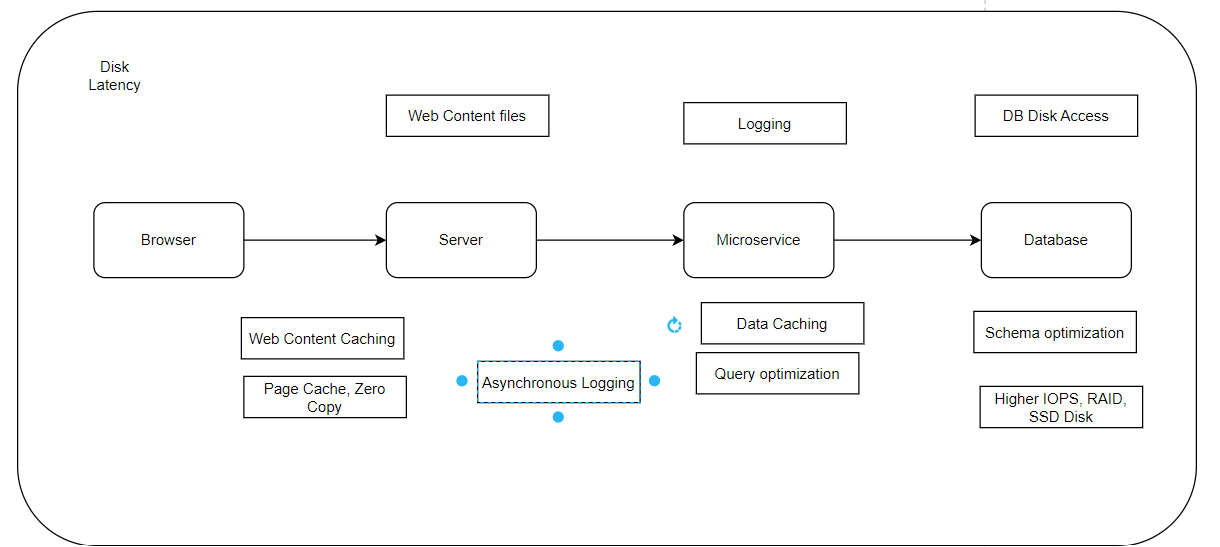 Disk
Latency
Web Content files
Logging
DB Disk Access
Browser
Server
Microservice
Database
Web Content Caching
Data Caching
Schema optimization
Page Cache, Zero
Copy
Asynchronous Logging
Query optimization
Higher IOPS, RAID,
SSD Disk